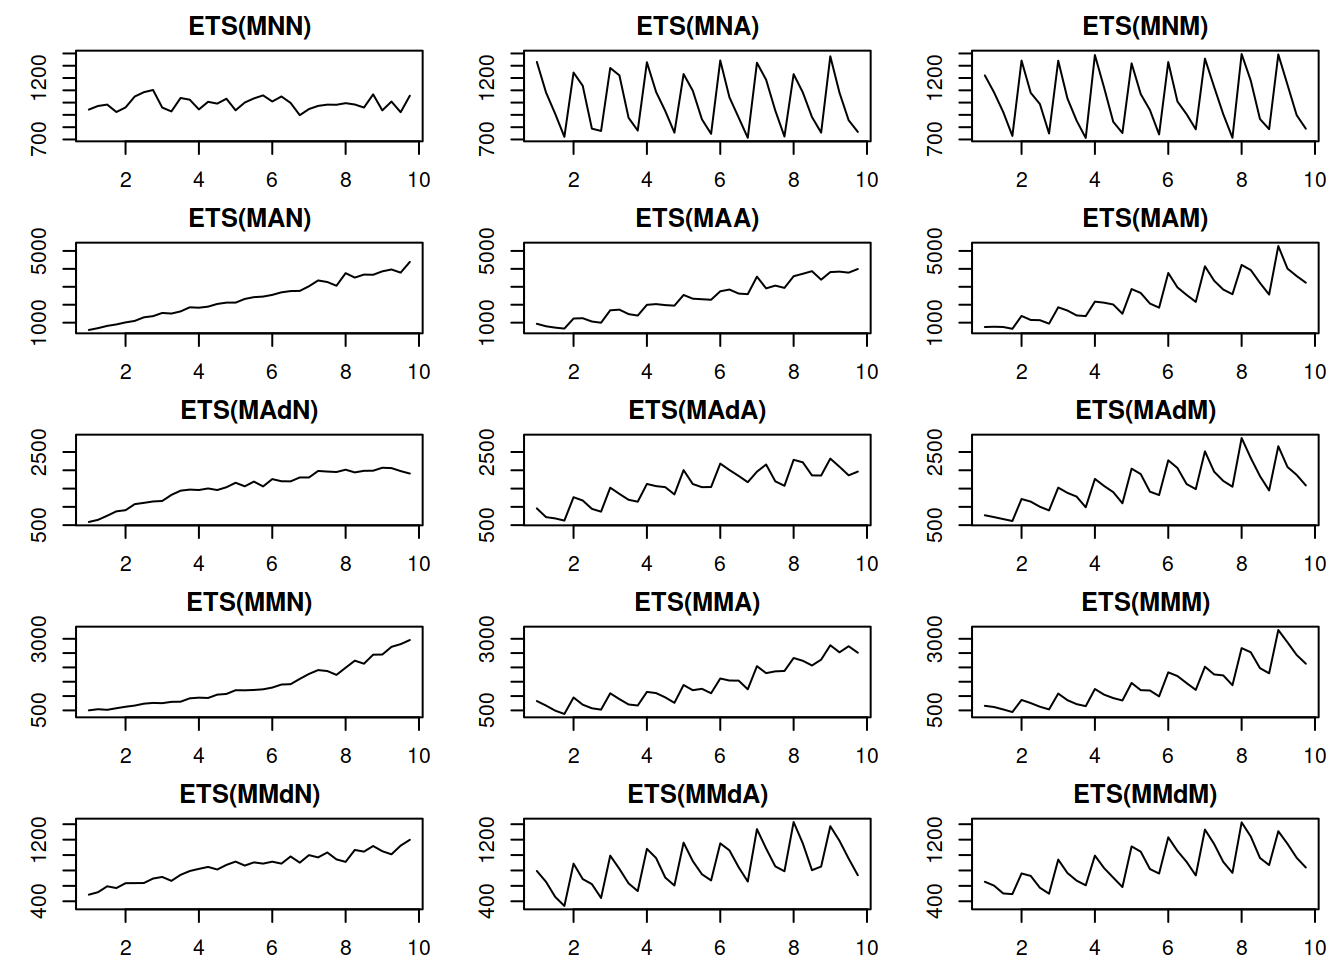 ETS(MNN) ETS(MNA) ETS(MNM)
1200 1200 1200
700 700 700
2 4 6 8 10 2 4 6 8 10 2 4 6 8 10
ETS(MAN) ETS(MAA) ETS(MAM)
5000 5000 5000
1000 1000 1000
2 4 6 8 10 2 4 6 8 10 2 4 6 8 10
ETS(MAdN) ETS(MAdA) ETS(MAdM)
2500 2500 2500
500 500 500
2 4 6 8 10 2 4 6 8 10 2 4 6 8 10
ETS(MMN) ETS(MMA) ETS(MMM)
3000 3000 3000
500 500 500
2 4 6 8 10 2 4 6 8 10 2 4 6 8 10
ETS(MMdN) ETS(MMdA) ETS(MMdM)
1200 1200 1200
400 400 400
2 4 6 8 10 2 4 6 8 10 2 4 6 8 10